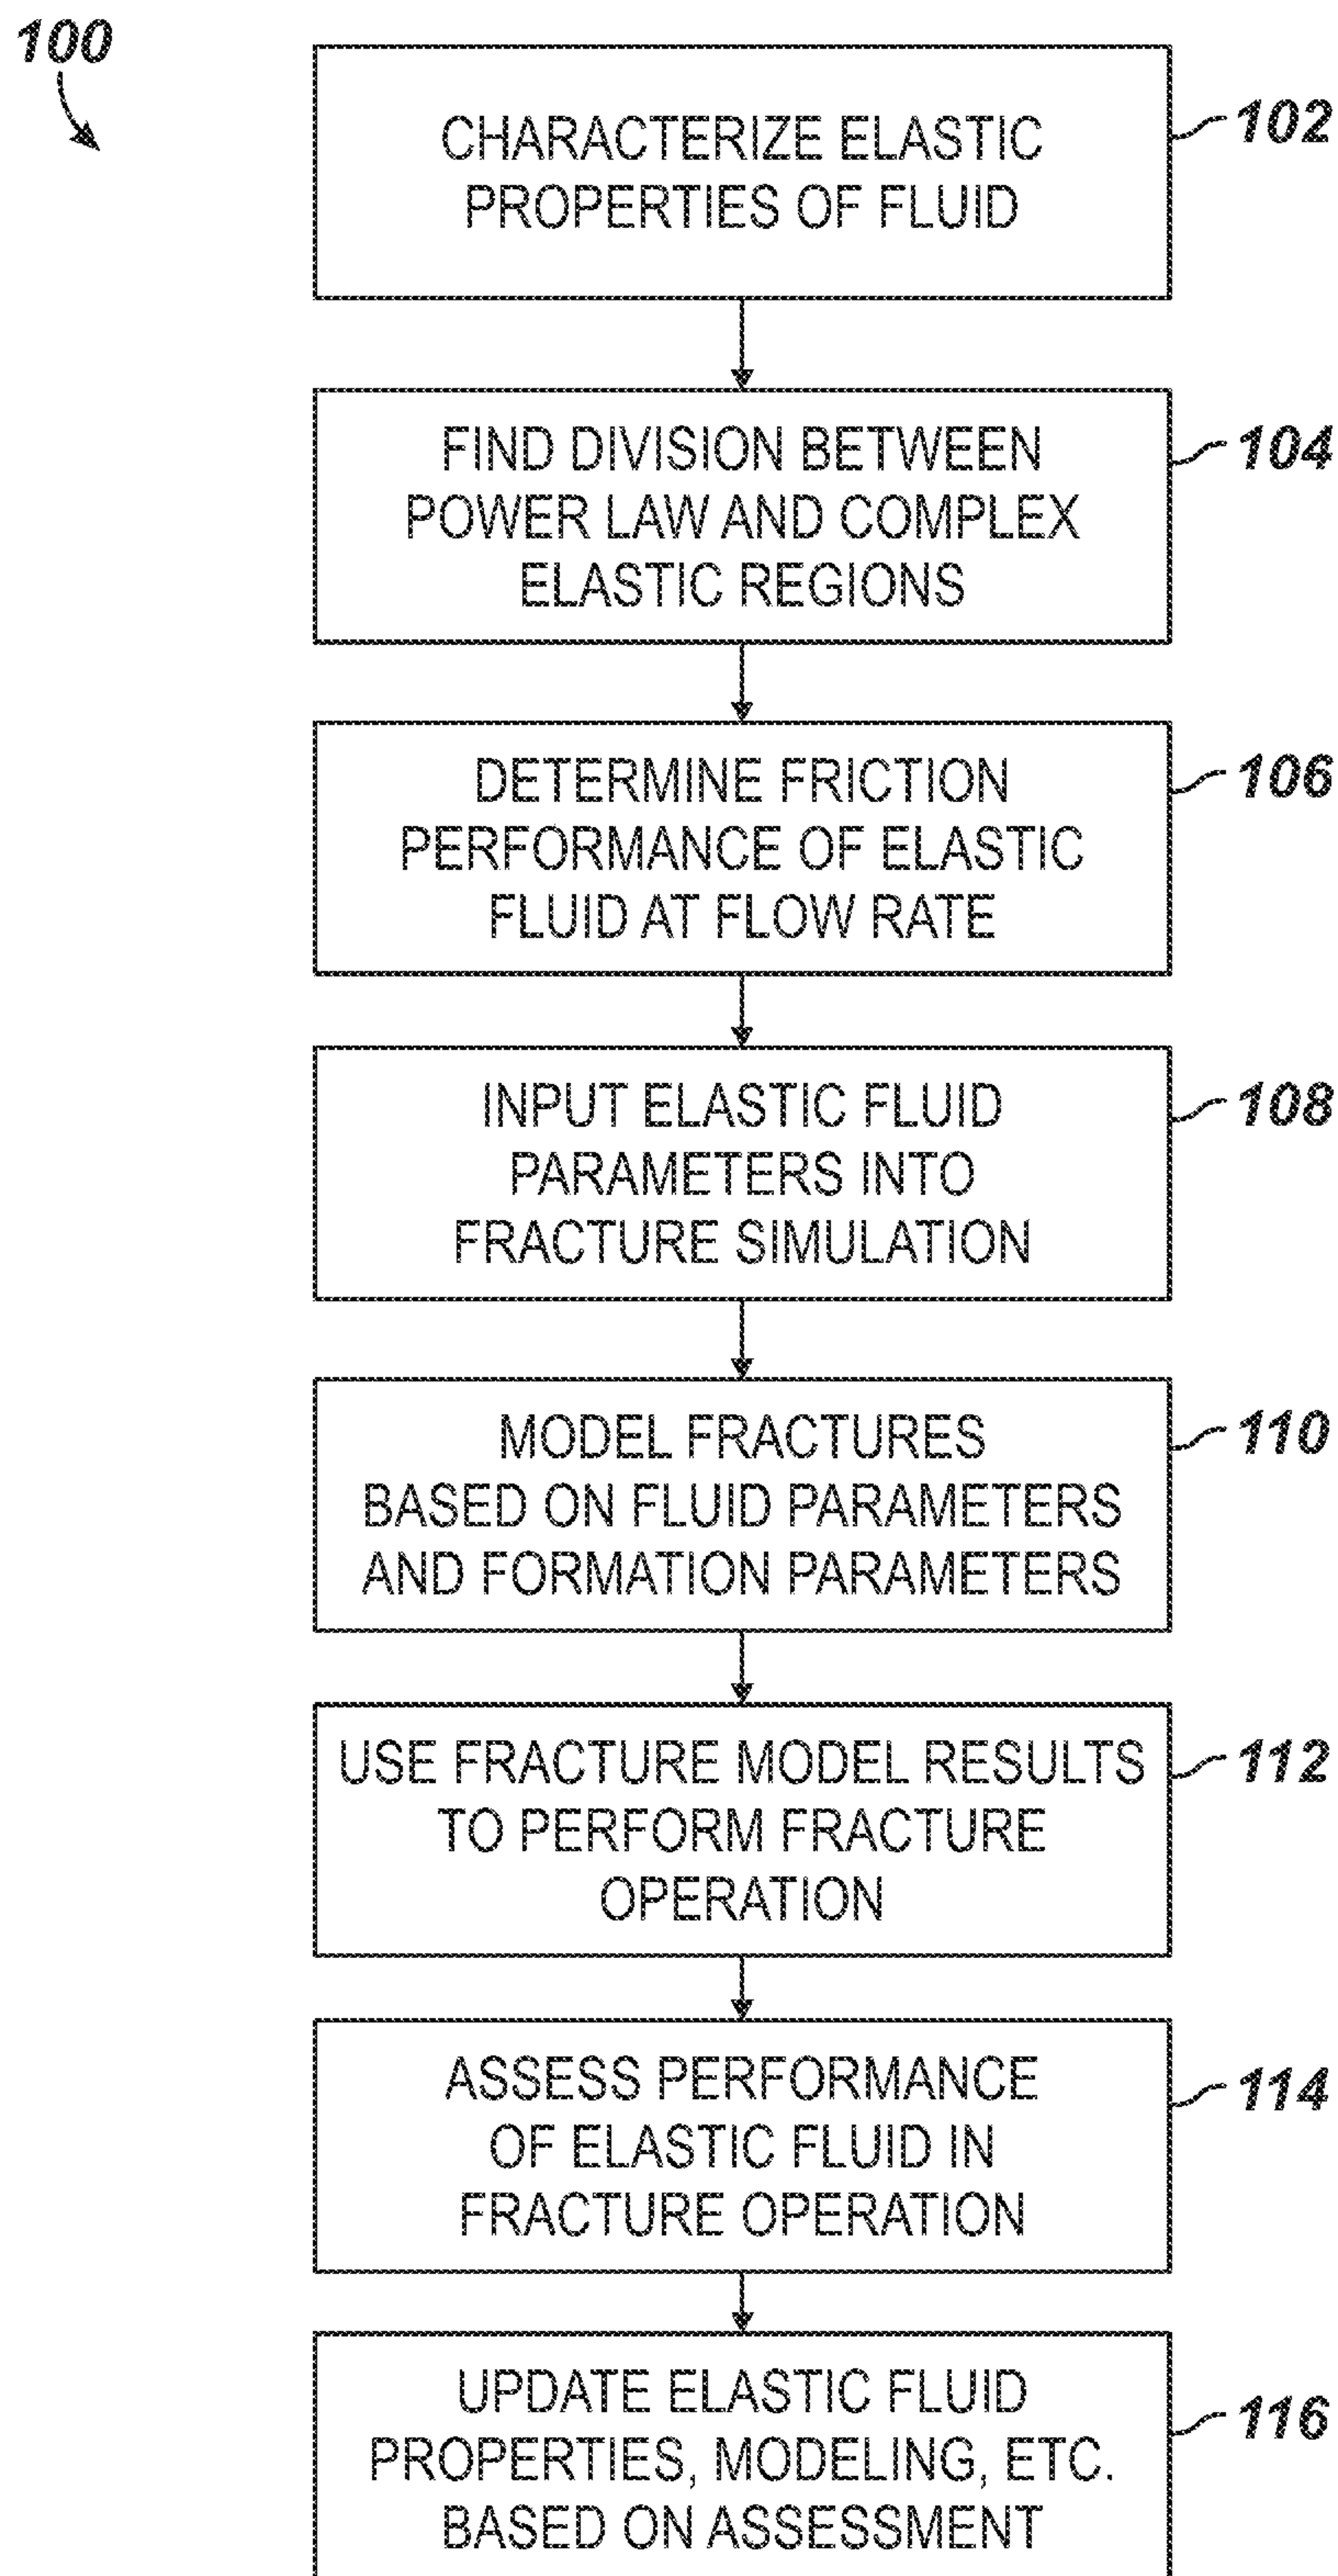 100
CHARACTERIZE ELASTIC
PROPERTIES OF FLUID
102
FIND DIVISION BETWEEN
POWER LAW AND COMPLEX
ELASTIC REGIONS
104
DETERMINE FRICTION
PERFORMANCE OF ELASTIC
FLUID AT FLOW RATE
106
INPUT ELASTIC FLUID
PARAMETERS INTO
FRACTURE SIMULATION
108
MODEL FRACTURES
BASED ON FLUID PARAMETERS
AND FORMATION PARAMETERS
110
USE FRACTURE MODEL RESULTS
TO PERFORM FRACTURE
OPERATION
112
ASSESS PERFORMANCE
OF ELASTIC FLUID IN
FRACTURE OPERATION
114
UPDATE ELASTIC FLUID
PROPERTIES, MODELING, ETC.
BASED ON ASSESSMENT
116